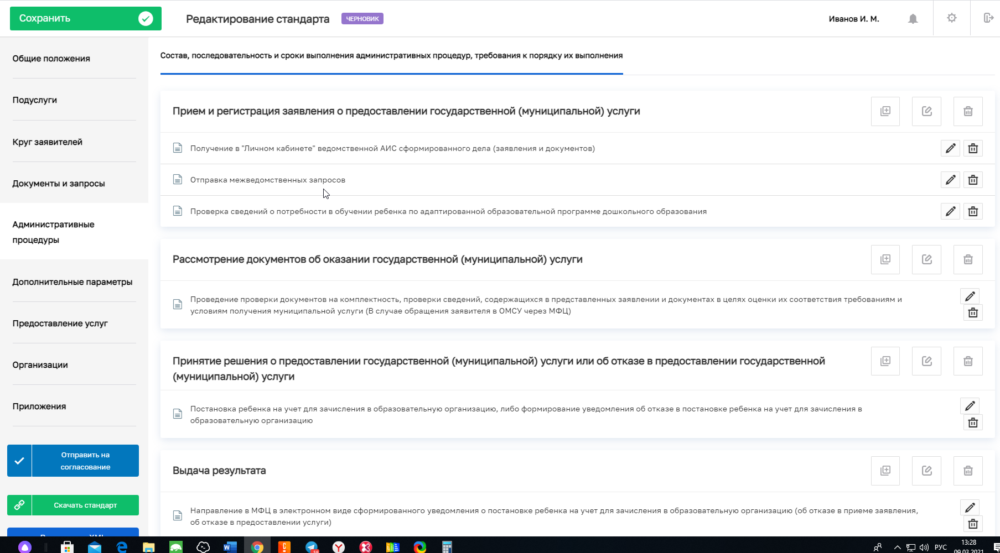 Сохранить
Редактирование стандарта
ЧЕРНОВИК
Иванов И. М.
Общие положения
Подуслуги
Круг заявителей
Документы и запросы
Административные
процедуры
Дополнительные параметры
Предоставление услуг
Организации
Приложения
Отправить на
согласование
Скачать стандарт
Состав, последовательность и сроки выполнения административных процедур, требования к порядку их выполнения
Прием и регистрация заявления о предоставлении государственной (муниципальной) услуги
Получение в "Личном кабинете" ведомственной АИС сформированного дела (заявления и документов)
Отправка межведомственных запросов
Проверка сведений о потребности в обучении ребенка по адаптированной образовательной программе дошкольного образования
Рассмотрение документов об оказании государственной (муниципальной) услуги
Проведение проверки документов на комплектность, проверки сведений, содержащихся в представленных заявлении и документах в целях оценки их соответствия требованиям и
условиям получения муниципальной услуги (В случае обращения заявителя в ОМСУ через МФЦ)
Принятие решения о предоставлении государственной (муниципальной) услуги или об отказе в предоставлении государственной
(муниципальной) услуги
Постановка ребенка на учет для зачисления в образовательную организацию, либо формирование уведомления об отказе в постановке ребенка на учет для зачисления в
образовательную организацию
Выдача результата
Направление в МФЦ в электронном виде сформированного уведомления о постановке ребенка на учет для зачисления в образовательную организацию (об отказе в приеме заявления,
об отказе в предоставлении услуги)
59
РУС
13:28
09.03.2021